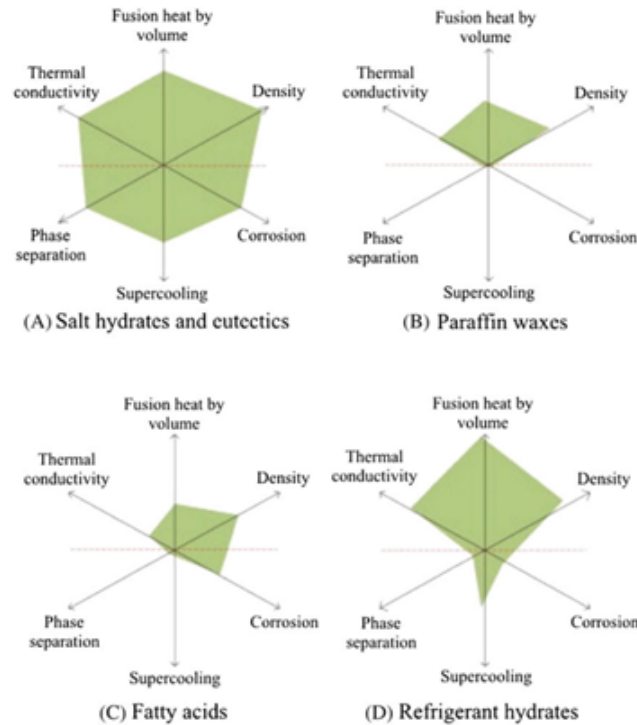 Fusion heat by
volume
Thermal
conductivity
Density
Phase
separation
Corrosion
Supercooling
(A) Salt hydrates and eutectics
Fusion heat by
volume
Thermal
conductivity
Density
Phase
separation
Corrosion
Supercooling
(B) Paraffin waxes
Fusion heat by
volume
Thermal
conductivity
Density
Phase
separation
Corrosion
Supercooling
(C) Fatty acids
Fusion heat by
volume
Thermal
conductivity
Density
Phase
separation
Corrosion
Supercooling
(D) Refrigerant hydrates